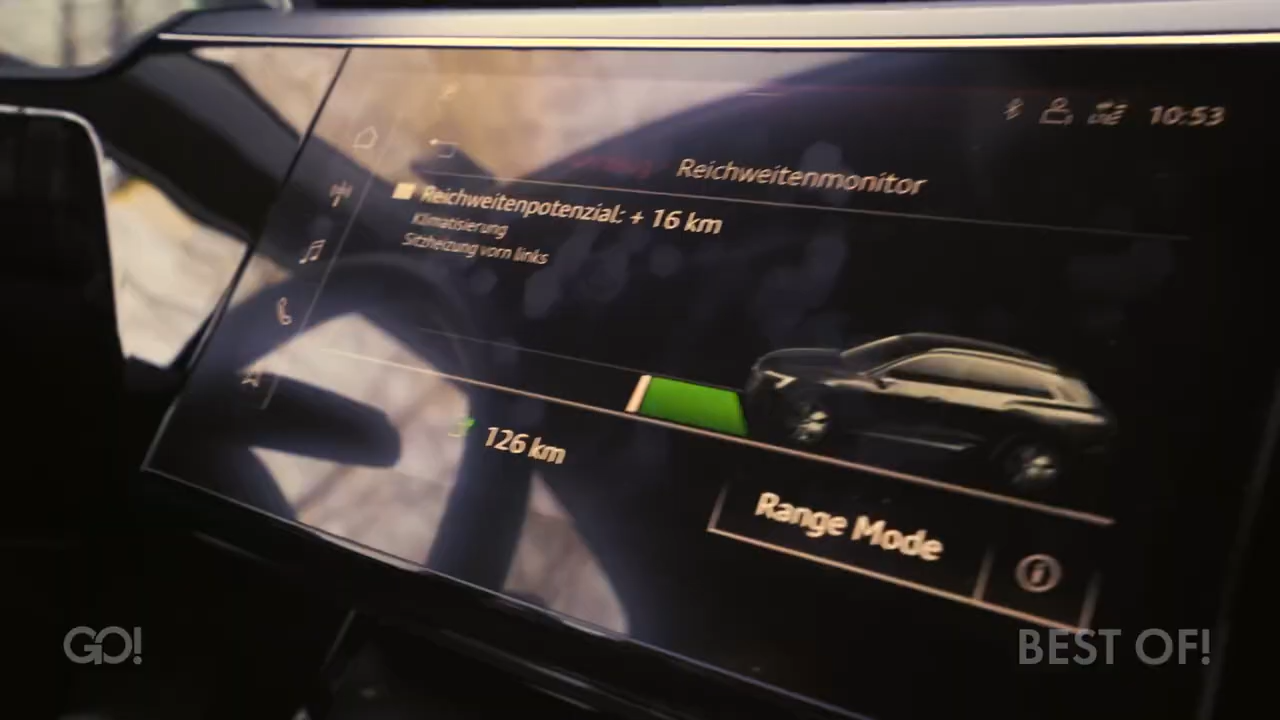 10:53
Reichweitenmonitor
Reichweitenpotenzial: + 16 km
Klimatisierung
Sitzheizung vorn links
126 km
Range Mode
GO!
BEST OF!